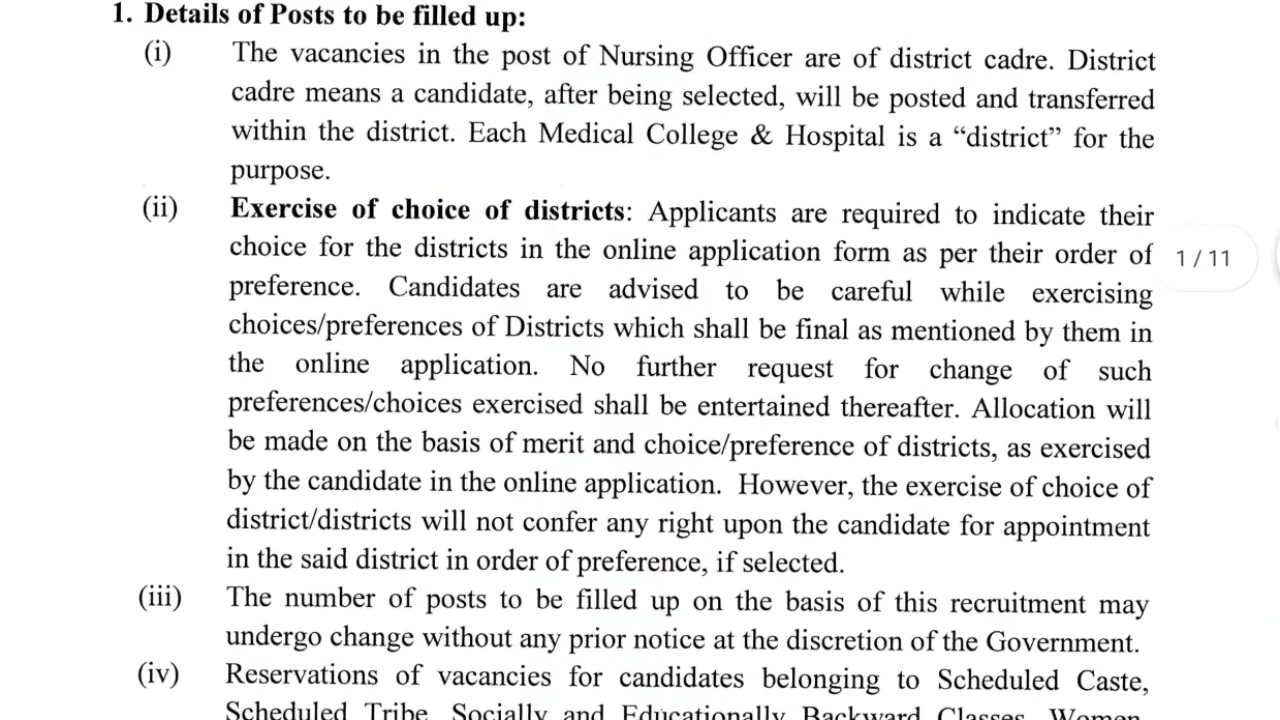 1. Details of Posts to be filled up:
(i) The vacancies in the post of Nursing Officer are of district cadre. District
cadre means a candidate, after being selected, will be posted and transferred
within the district. Each Medical College & Hospital is a “district” for the
purpose.
(ii) Exercise of choice of districts: Applicants are required to indicate their
choice for the districts in the online application form as per their order of
preference. Candidates are advised to be careful while exercising
choices/preferences of Districts which shall be final as mentioned by them in
the online application. No further request for change of such
preferences/choices exercised shall be entertained thereafter. Allocation will
be made on the basis of merit and choice/preference of districts, as exercised
by the candidate in the online application. However, the exercise of choice of
district/districts will not confer any right upon the candidate for appointment
in the said district in order of preference, if selected.
(iii) The number of posts to be filled up on the basis of this recruitment may
undergo change without any prior notice at the discretion of the Government.
(iv) Reservations of vacancies for candidates belonging to Scheduled Caste,
Scheduled Tribe, Socially and Educationally Backward Classes, Women
1 / 11